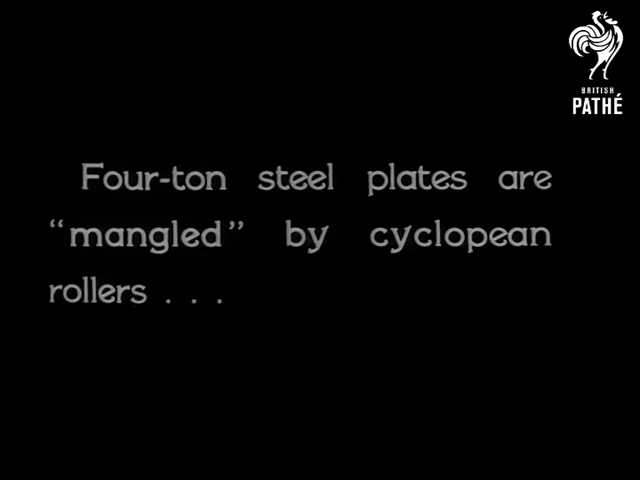 BRITISH
PATHÉ
Four-ton steel plates are
“mangled” by cyclopean
rollers . . .